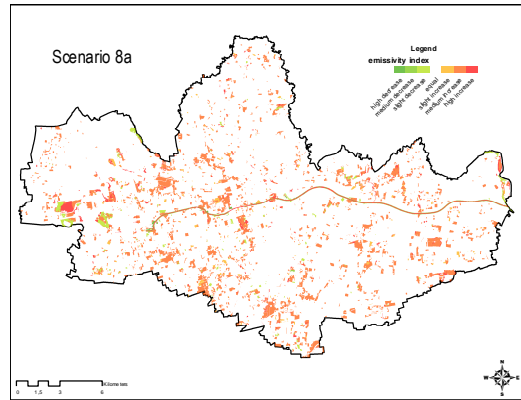 Scenario 8a
Legend
emissivity index
high decrease
medium decrease
slight decrease
equal
slight increase
medium increase
high increase
Kilometers
0 1,5 3 6
N
W E
S